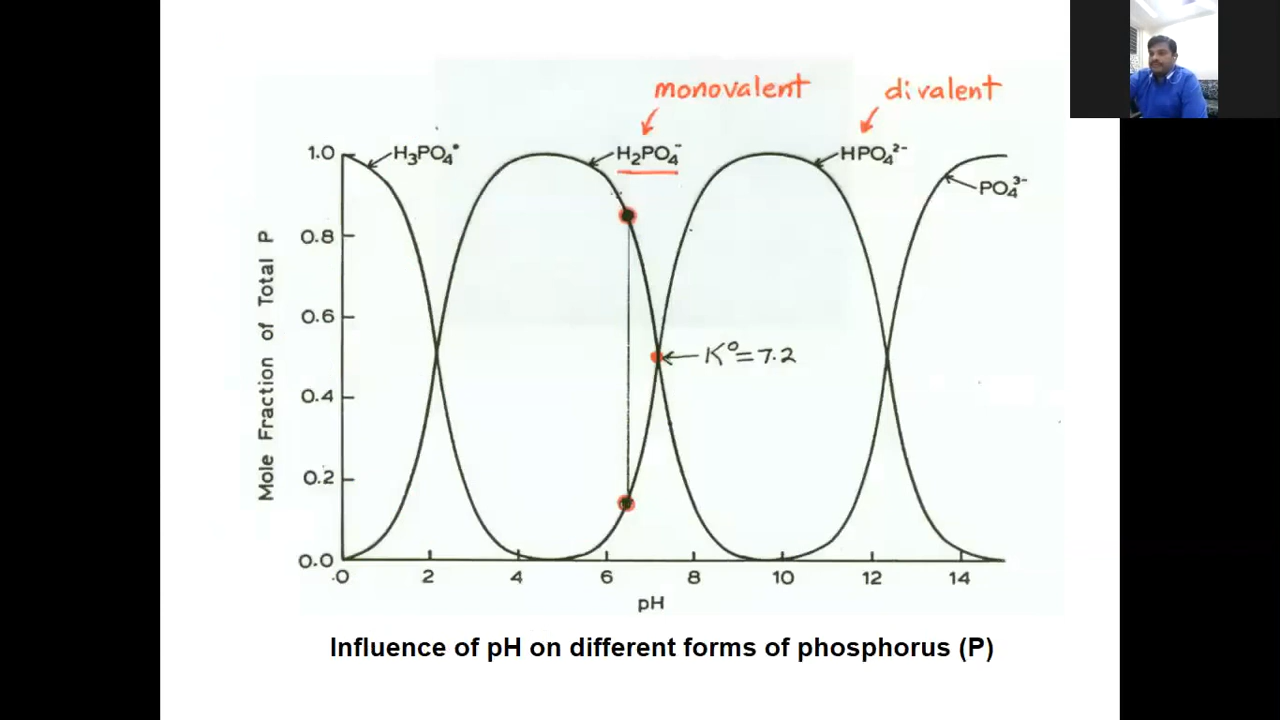 monovalent
divalent
H₃PO₄°
H₂PO₄⁻
HPO₄²⁻
PO₄³⁻
1.0
0.8
0.6
0.4
0.2
0.0
K⁰=7.2
Mole Fraction of Total P
0
2
4
6
8
10
12
14
pH
Influence of pH on different forms of phosphorus (P)